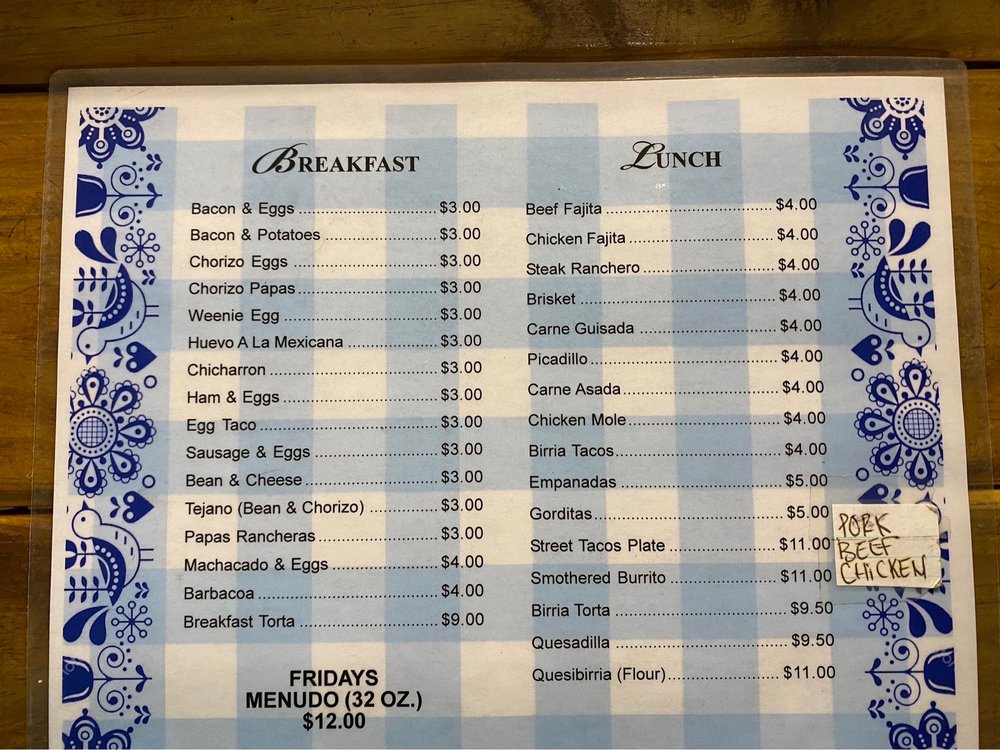 BREAKFAST
Bacon & Eggs ........................... $3.00
Bacon & Potatoes ...................... $3.00
Chorizo Eggs ............................ $3.00
Chorizo Papas ........................... $3.00
Weenie Egg .............................. $3.00
Huevo A La Mexicana ................. $3.00
Chicharron ................................ $3.00
Ham & Eggs .............................. $3.00
Egg Taco ................................... $3.00
Sausage & Eggs ........................ $3.00
Bean & Cheese .......................... $3.00
Tejano (Bean & Chorizo) ............. $3.00
Papas Rancheras ....................... $3.00
Machacado & Eggs .................... $4.00
Barbacoa .................................. $4.00
Breakfast Torta .......................... $9.00
FRIDAYS
MENUDO (32 OZ.)
$12.00
LUNCH
Beef Fajita ................................ $4.00
Chicken Fajita ............................ $4.00
Steak Ranchero ......................... $4.00
Brisket ...................................... $4.00
Carne Guisada .......................... $4.00
Picadillo .................................... $4.00
Carne Asada ............................. $4.00
Chicken Mole ............................ $4.00
Birria Tacos ............................... $4.00
Empanadas .............................. $5.00
Gorditas .................................... $5.00
Street Tacos Plate ..................... $11.00
Smothered Burrito ..................... $11.00
Birria Torta ................................ $9.50
Quesadilla ................................ $9.50
Quesibirria (Flour) ...................... $11.00
PORK
BEEF
CHICKEN